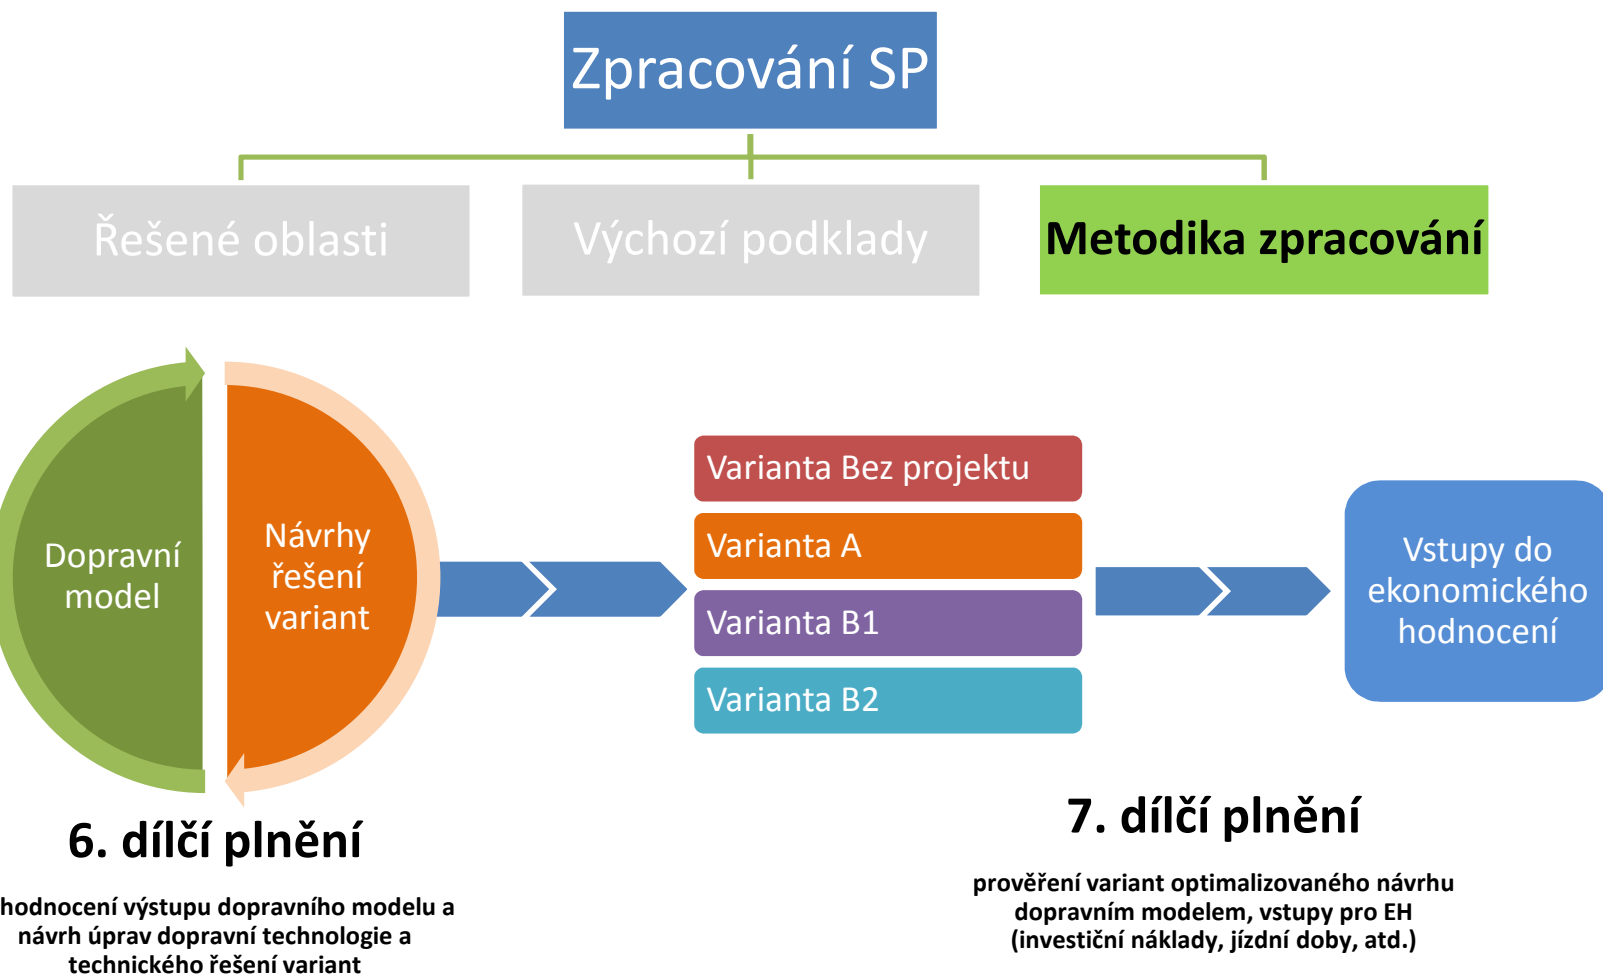 Zpracování SP
Řešené oblasti
Výchozí podklady
Metodika zpracování
Dopravní
model
Návrhy
řešení
variant
Varianta Bez projektu
Varianta A
Varianta B1
Varianta B2
Vstupy do
ekonomického
hodnocení
6. dílčí plnění
hodnocení výstupu dopravního modelu a
návrh úprav dopravní technologie a
technického řešení variant
7. dílčí plnění
prověření variant optimalizovaného návrhu
dopravním modelem, vstupy pro EH
(investiční náklady, jízdní doby, atd.)